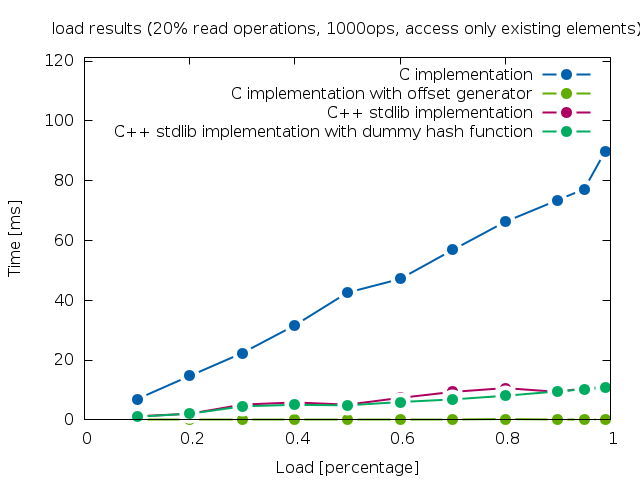 load results (20% read operations, 1000ops, access only existing elements)
120
100
80
60
40
20
0
Time [ms]
C implementation
C implementation with offset generator
C++ stdlib implementation
C++ stdlib implementation with dummy hash function
0 0.2 0.4 0.6 0.8 1
Load [percentage]